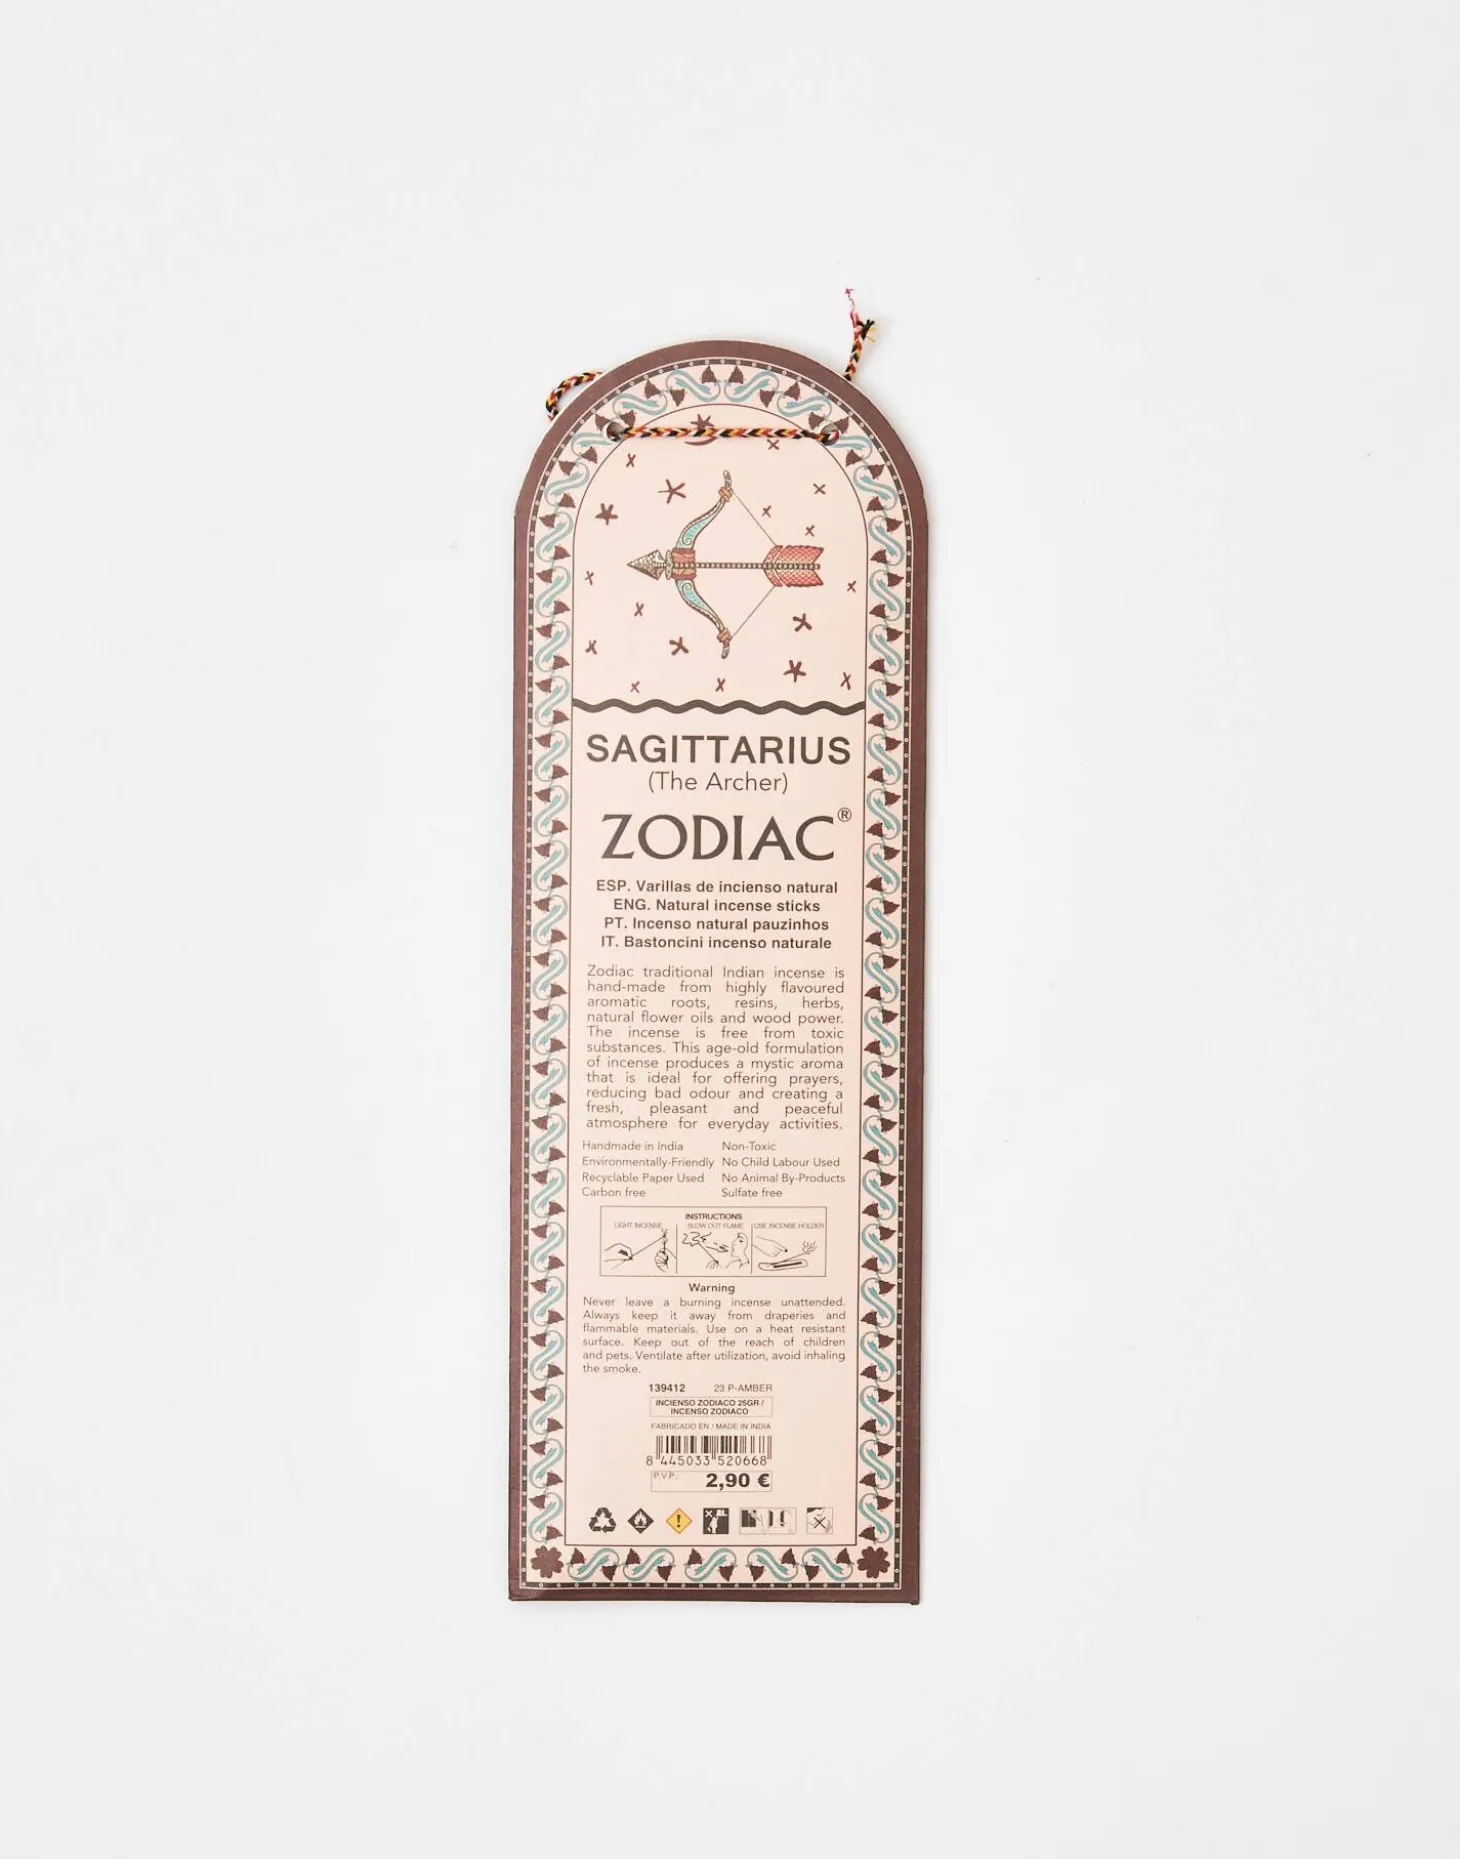 SAGITTARIUS
(The Archer)
ZODIAC®
ESP. Varillas de incienso natural
ENG. Natural incense sticks
PT. Incenso natural pauzinhos
IT. Bastoncini incenso naturale
Zodiac traditional Indian incense is
hand-made from highly flavoured
aromatic roots, resins, herbs,
natural flower oils and wood power.
The incense is free from toxic
substances. This age-old formulation
of incense produces a mystic aroma
that is ideal for offering prayers,
reducing bad odour and creating a
fresh, pleasant and peaceful
atmosphere for everyday activities.
Handmade in India Non-Toxic
Environmentally-Friendly No Child Labour Used
Recyclable Paper Used No Animal By-Products
Carbon free Sulfate free
INSTRUCTIONS
LIGHT INCENSE BLOW OUT FLAME USE INCENSE HOLDER
Warning
Never leave a burning incense unattended.
Always keep it away from draperies and
flammable materials. Use on a heat resistant
surface. Keep out of the reach of children
and pets. Ventilate after utilization, avoid inhaling
the smoke.
139412 23 P-AMBER
INCIENSO ZODIACO 25GR /
INCENSO ZODIACO
FABRICADO EN / MADE IN INDIA
8 445033 520668
P.V.P.: 2,90 €